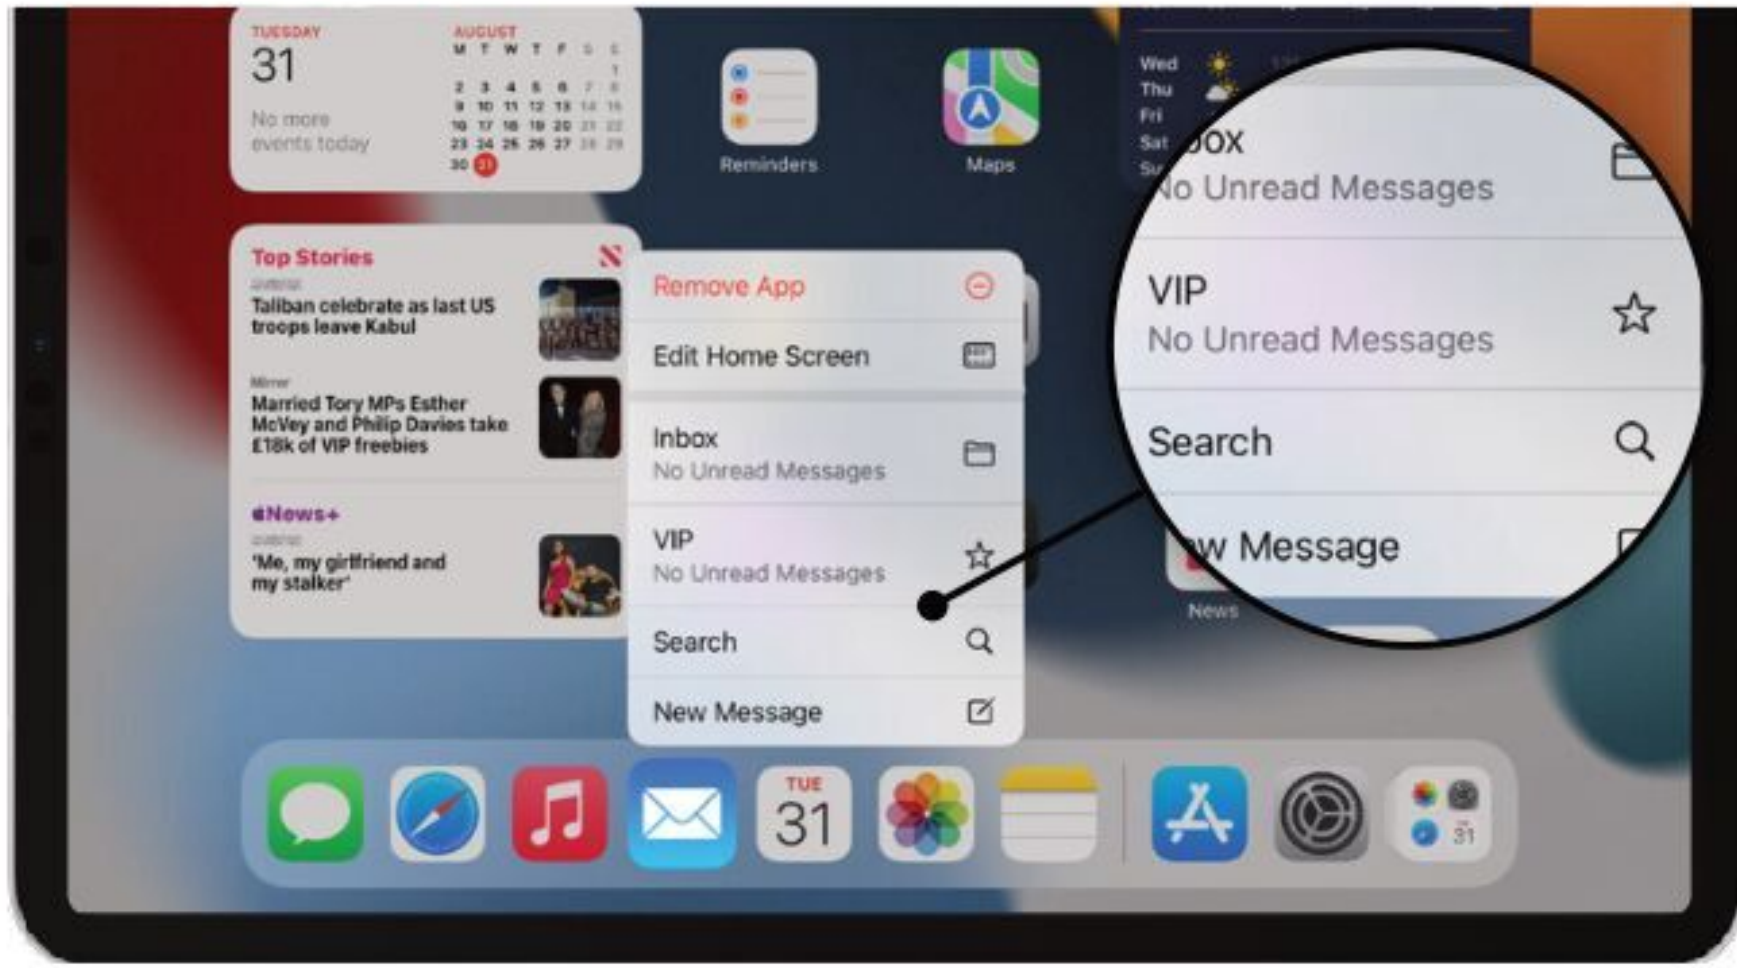 TUESDAY
31
No more
events today
AUGUST
M T W T F S S
1
2 3 4 5 6 7 8
9 10 11 12 13 14 15
16 17 18 19 20 21 22
23 24 25 26 27 28 29
30 31
Reminders
Maps
Wed
Thu
Fri
Sat
Top Stories
Taliban celebrate as last US
troops leave Kabul
Mirror
Married Tory MPs Esther
McVey and Philip Davies take
£18k of VIP freebies
News+
'Me, my girlfriend and
my stalker'
Remove App
Edit Home Screen
Inbox
No Unread Messages
VIP
No Unread Messages
Search
New Message
box
No Unread Messages
VIP
No Unread Messages
Search
ew Message
News
TUE
31
31